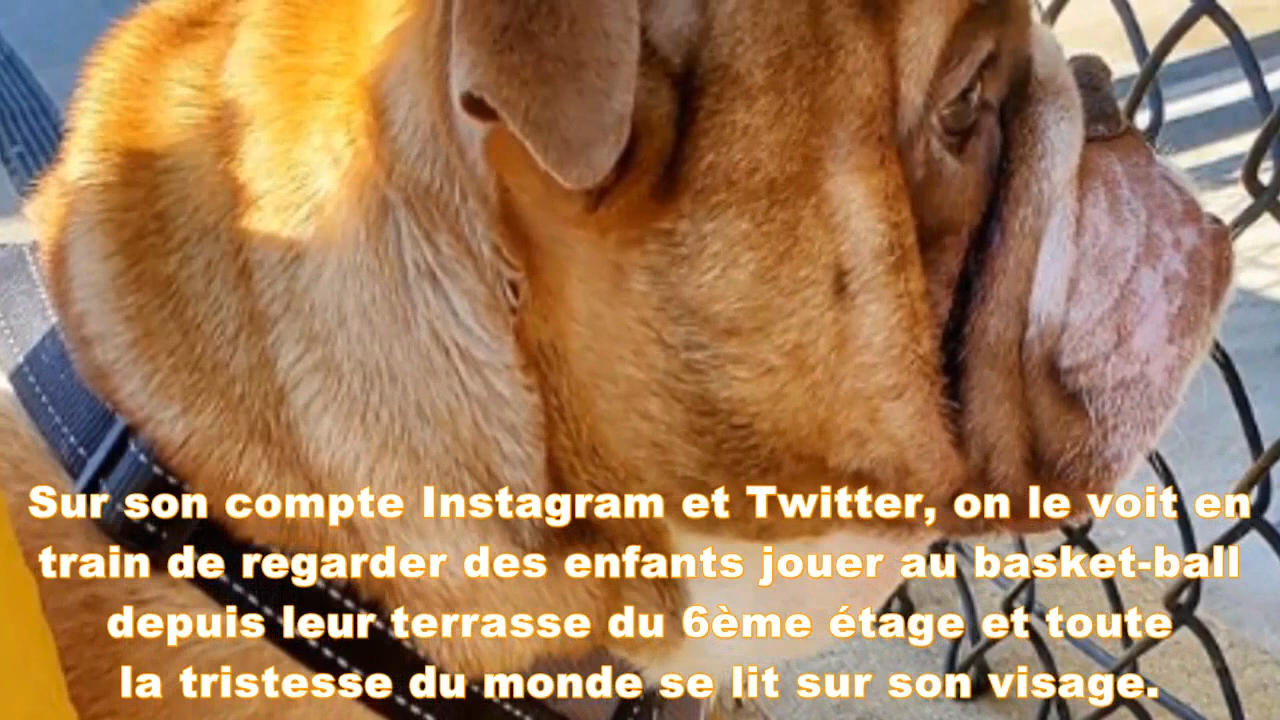 Sur son compte Instagram et Twitter, on le voit en
train de regarder des enfants jouer au basket-ball
depuis leur terrasse du 6ème étage et toute
la tristesse du monde se lit sur son visage.